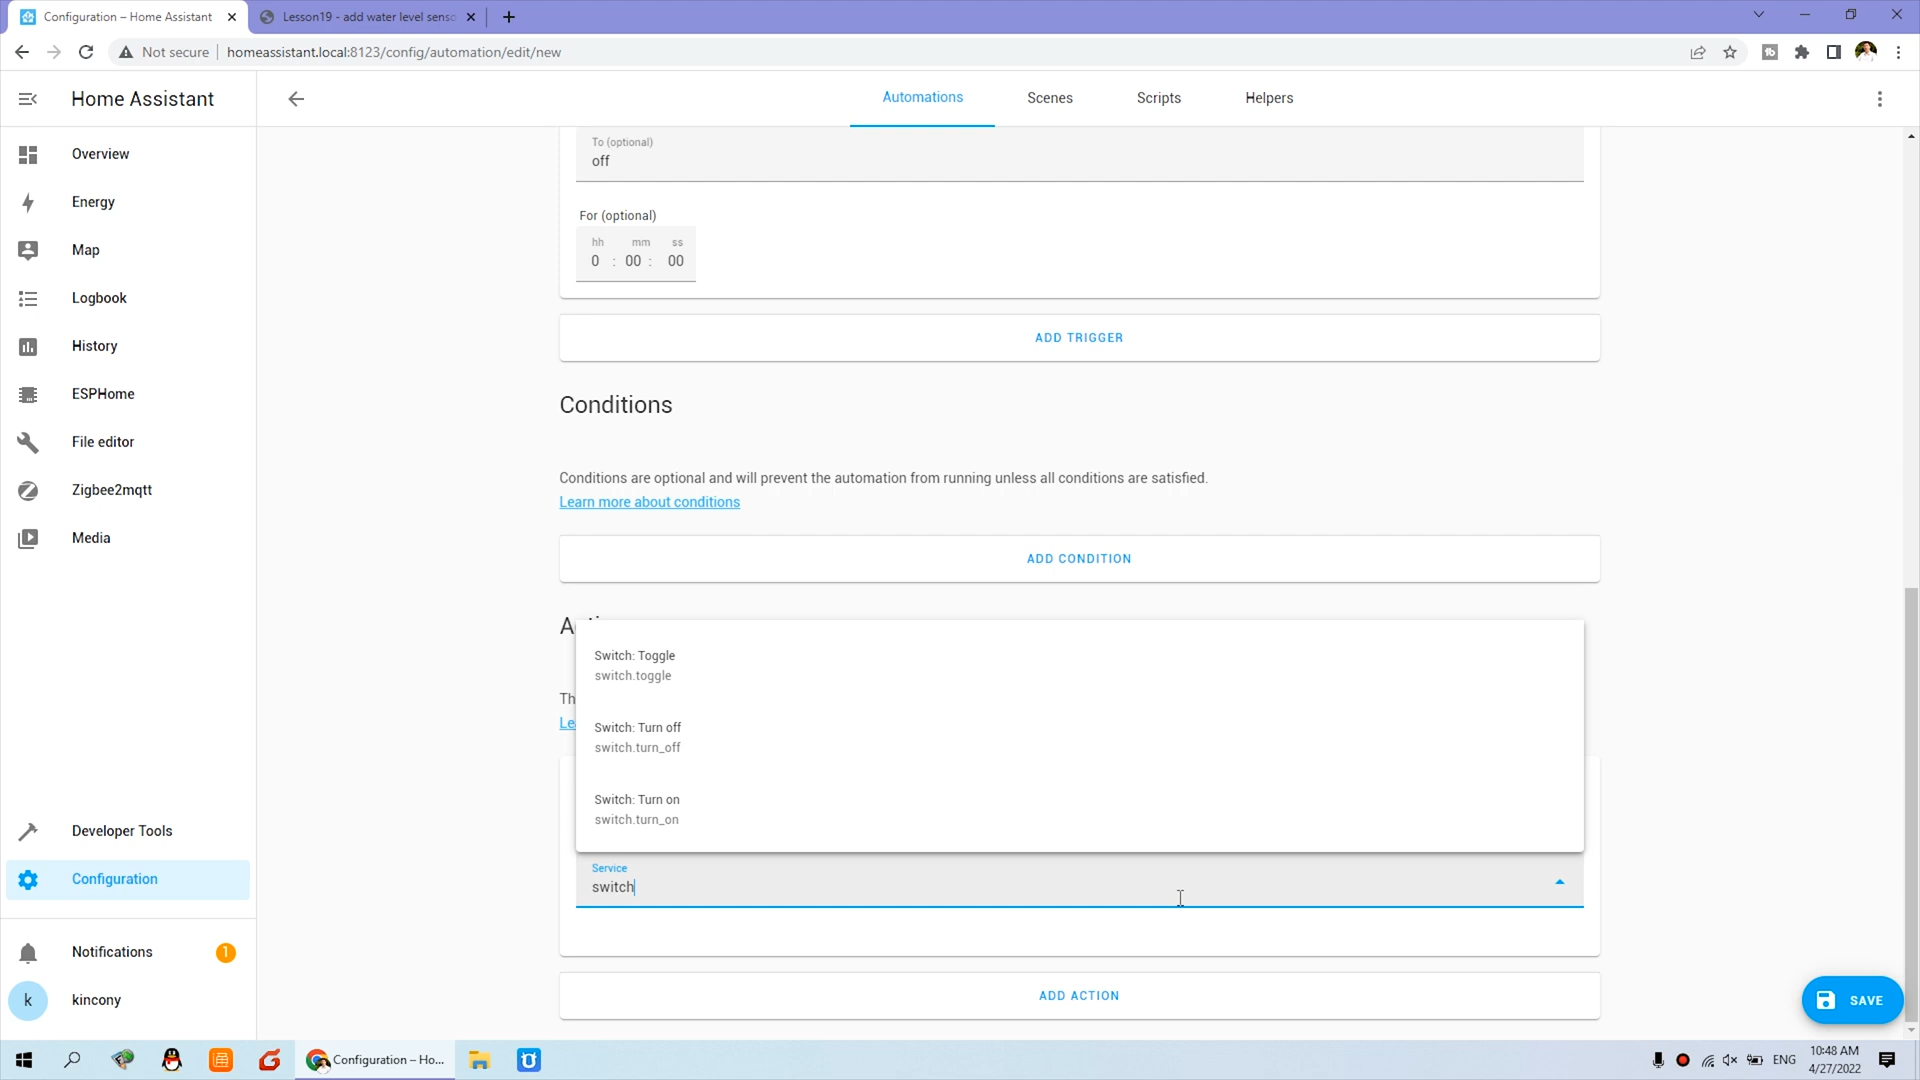 Configuration – Home Assistant
Lesson19 - add water level senso
Not secure
homeassistant.local:8123/config/automation/edit/new
Home Assistant
Automations
Scenes
Scripts
Helpers
Overview
Energy
Map
Logbook
History
ESPHome
File editor
Zigbee2mqtt
Media
Developer Tools
Configuration
Notifications
1
k
kincony
To (optional)
off
For (optional)
hh mm ss
0 : 00 : 00
ADD TRIGGER
Conditions
Conditions are optional and will prevent the automation from running unless all conditions are satisfied.
Learn more about conditions
ADD CONDITION
Th
Le
Switch: Toggle
switch.toggle
Switch: Turn off
switch.turn_off
Switch: Turn on
switch.turn_on
Service
switch
ADD ACTION
SAVE
Configuration – Ho...
ENG
10:48 AM
4/27/2022